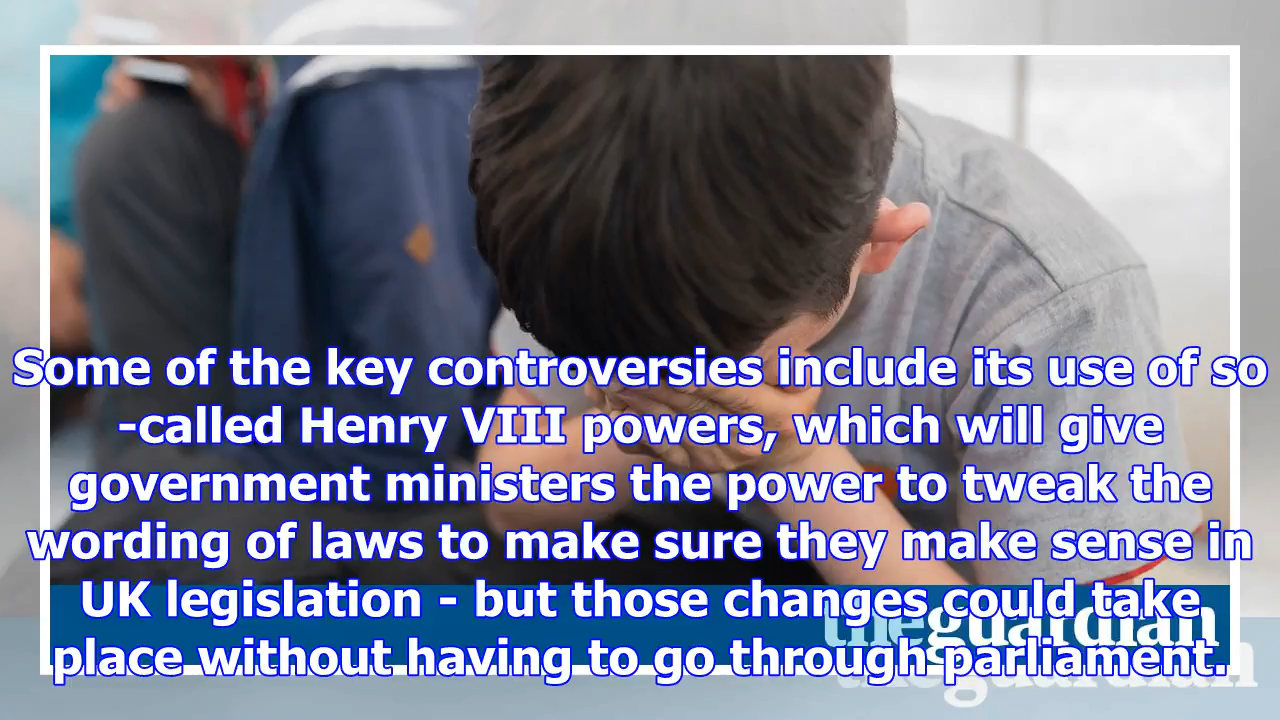 Some of the key controversies include its use of so
-called Henry VIII powers, which will give
government ministers the power to tweak the
wording of laws to make sure they make sense in
UK legislation - but those changes could take
place without having to go through parliament.
theguardian
theguardian